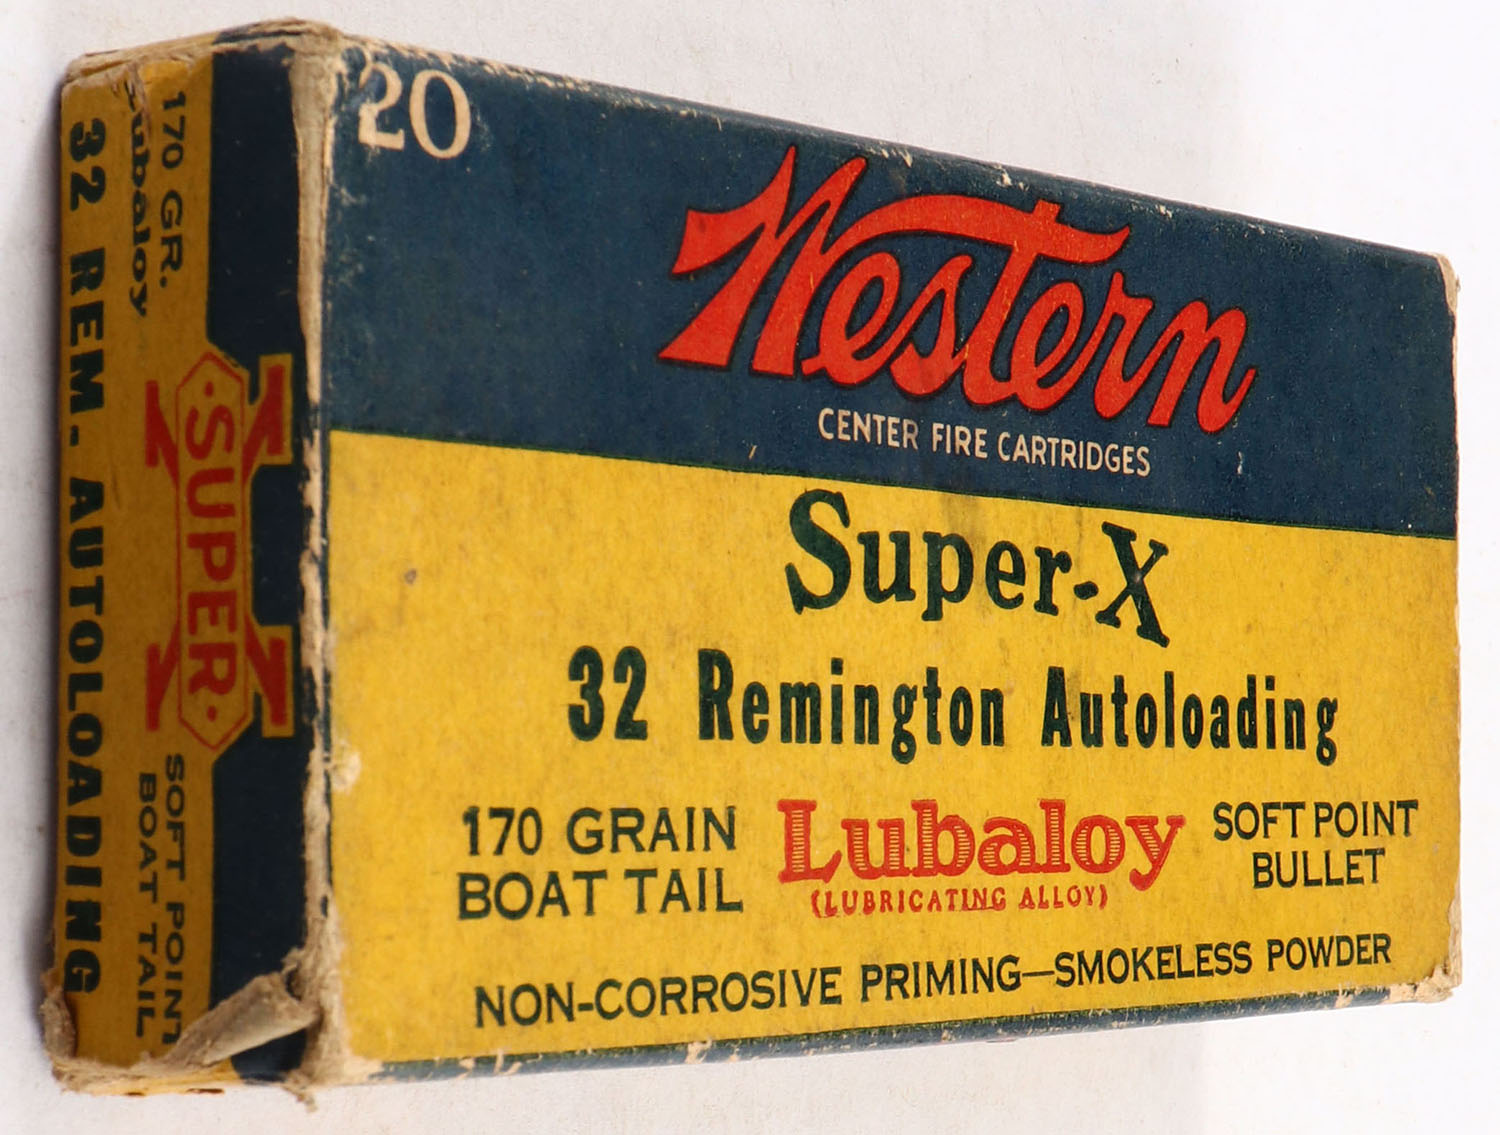 20
Western
CENTER FIRE CARTRIDGES
Super-X
32 Remington Autoloading
170 GRAIN
BOAT TAIL
Lubaloy
(LUBRICATING ALLOY)
SOFT POINT
BULLET
NON-CORROSIVE PRIMING—SMOKELESS POWDER
170 GR.
Lubaloy
X
SUPER
SOFT POINT
BOAT TAIL
32 REM. AUTOLOADING